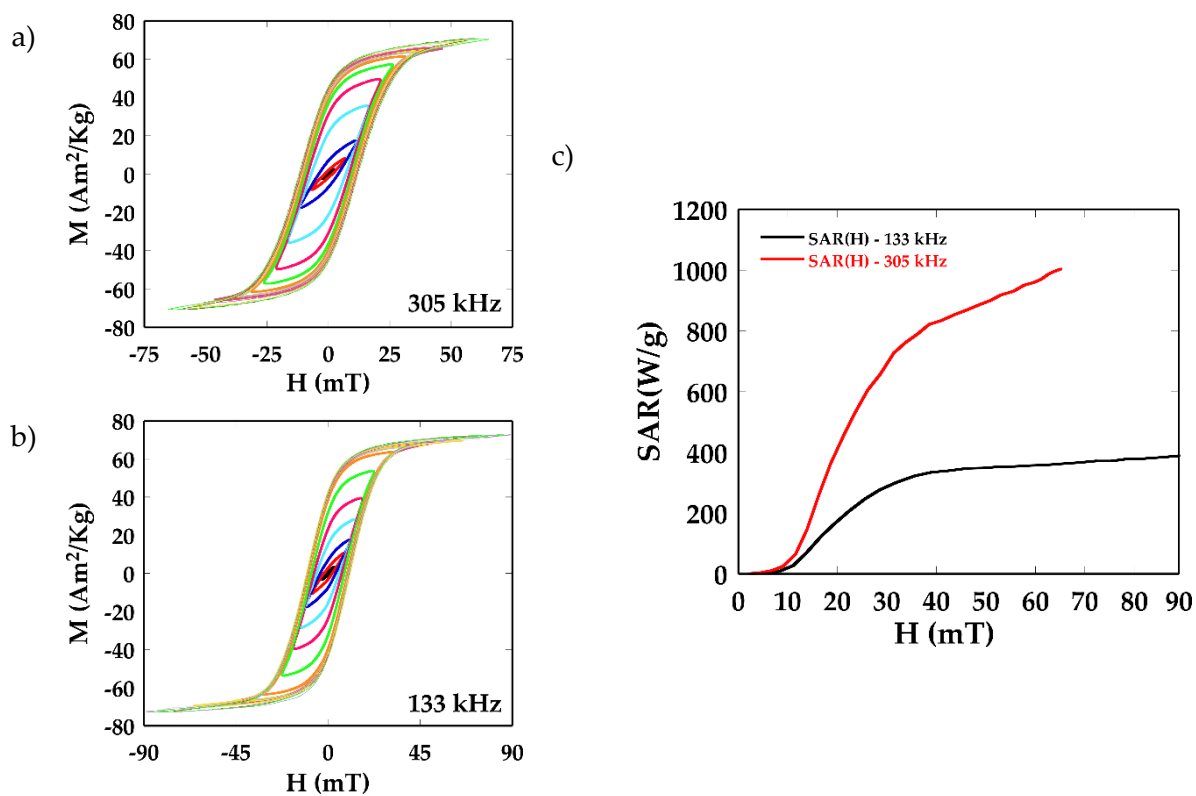 a)
80
60
40
20
0
-20
-40
-60
-80
M (Am²/Kg)
305 kHz
-75 -50 -25 0 25 50 75
H (mT)
b)
80
60
40
20
0
-20
-40
-60
-80
M (Am²/Kg)
133 kHz
-90 -45 0 45 90
H (mT)
c)
1200
1000
800
600
400
200
0
SAR(W/g)
SAR(H) - 133 kHz
SAR(H) - 305 kHz
0 10 20 30 40 50 60 70 80 90
H (mT)